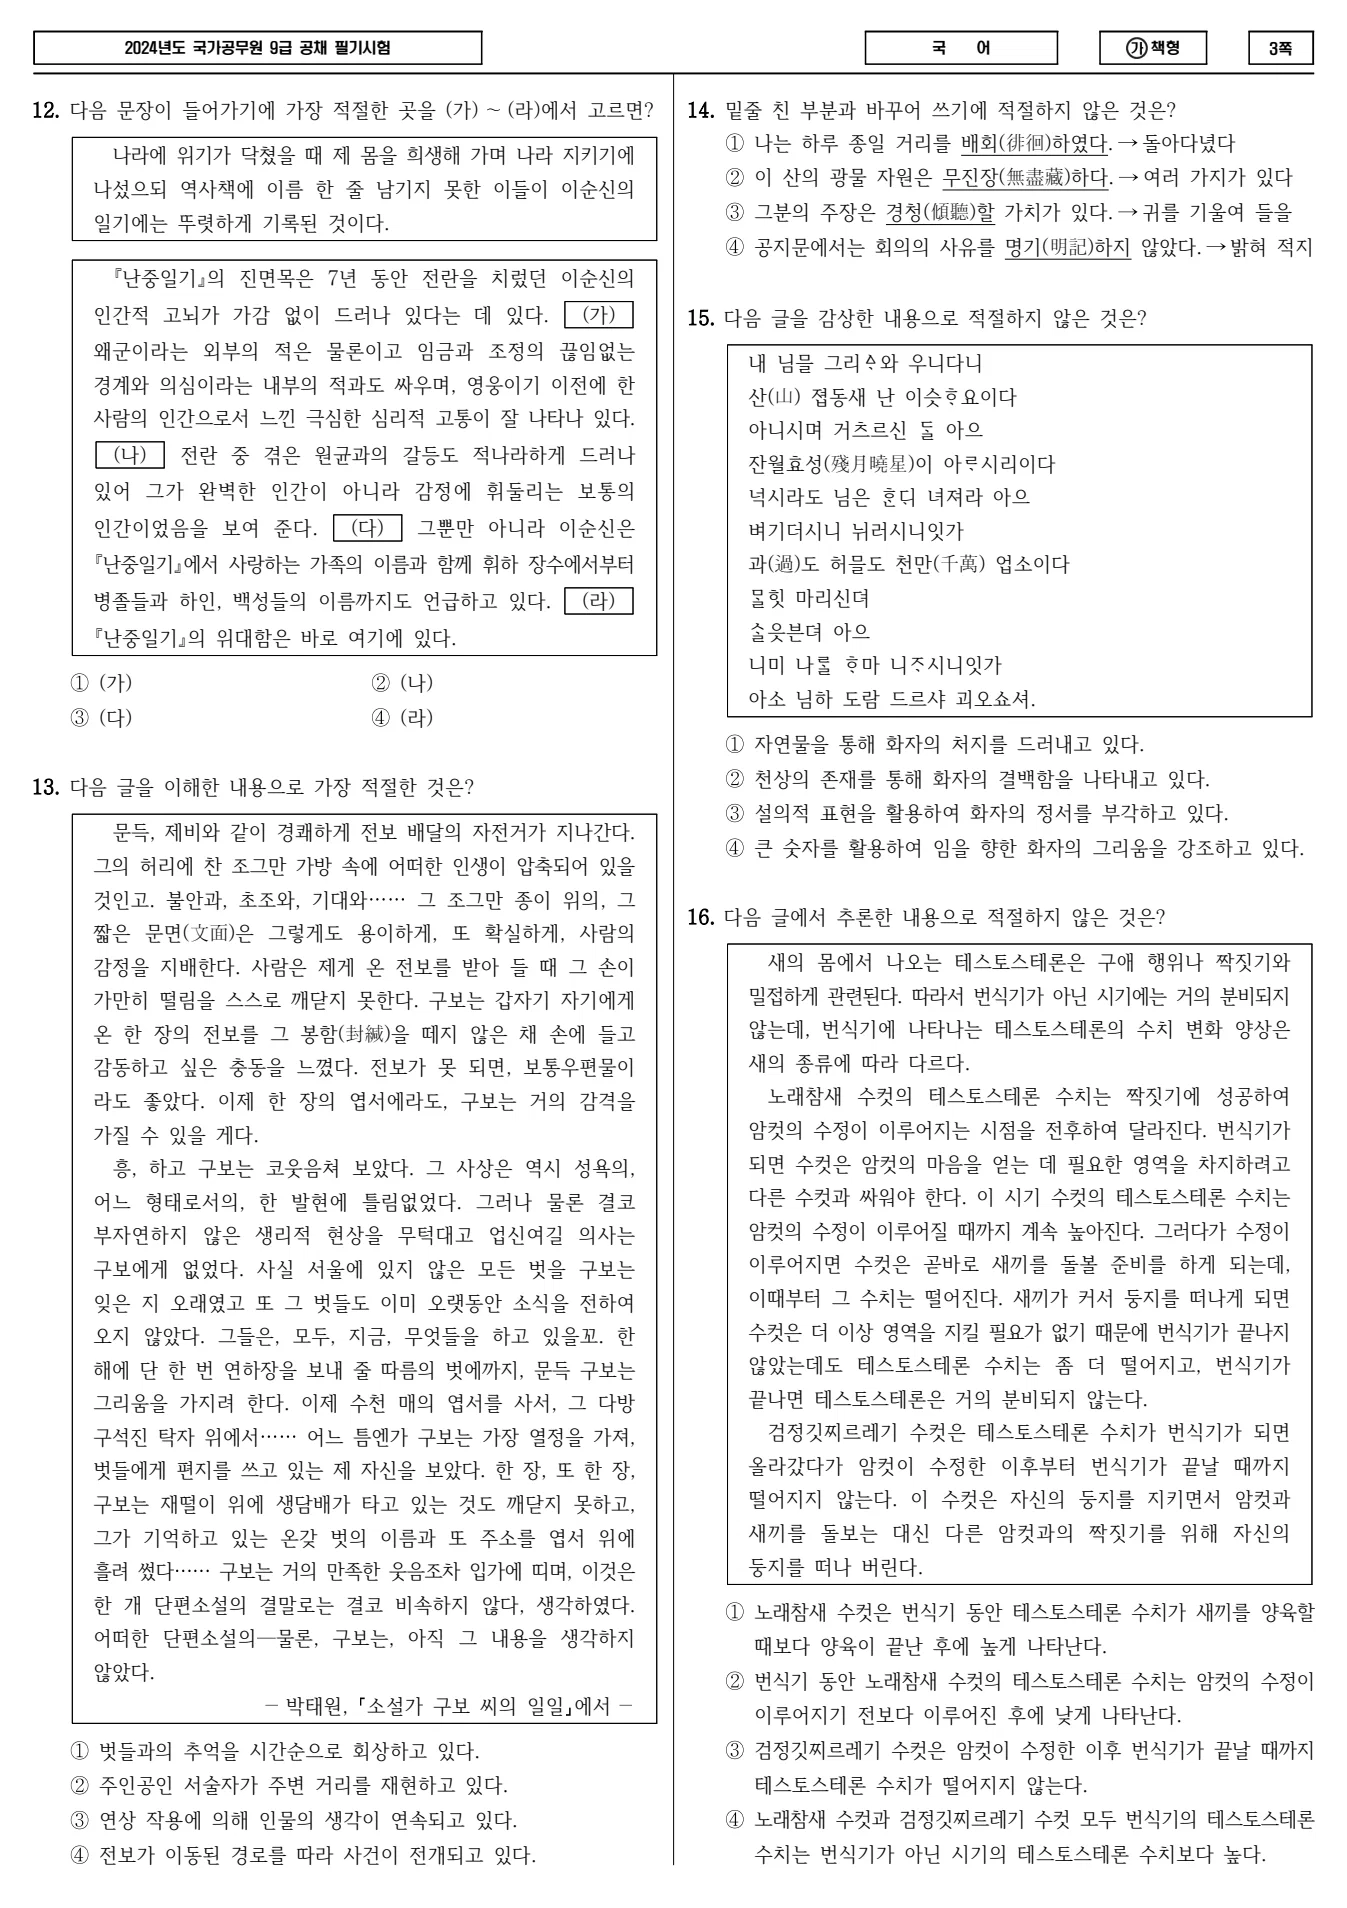 2024년도 국가공무원 9급 공채 필기시험
국 어
㉮ 책형
3쪽
12. 다음 문장이 들어가기에 가장 적절한 곳을 (가) ~ (라)에서 고르면?
나라에 위기가 닥쳤을 때 제 몸을 희생해 가며 나라 지키기에
나섰으되 역사책에 이름 한 줄 남기지 못한 이들이 이순신의
일기에는 뚜렷하게 기록된 것이다.
『난중일기』의 진면목은 7년 동안 전란을 치렀던 이순신의
인간적 고뇌가 가감 없이 드러나 있다는 데 있다. (가)
왜군이라는 외부의 적은 물론이고 임금과 조정의 끊임없는
경계와 의심이라는 내부의 적과도 싸우며, 영웅이기 이전에 한
사람의 인간으로서 느낀 극심한 심리적 고통이 잘 나타나 있다.
(나) 전란 중 겪은 원균과의 갈등도 적나라하게 드러나
있어 그가 완벽한 인간이 아니라 감정에 휘둘리는 보통의
인간이었음을 보여 준다. (다) 그뿐만 아니라 이순신은
『난중일기』에서 사랑하는 가족의 이름과 함께 휘하 장수에서부터
병졸들과 하인, 백성들의 이름까지도 언급하고 있다. (라)
『난중일기』의 위대함은 바로 여기에 있다.
① (가) ② (나)
③ (다) ④ (라)
13. 다음 글을 이해한 내용으로 가장 적절한 것은?
문득, 제비와 같이 경쾌하게 전보 배달의 자전거가 지나간다.
그의 허리에 찬 조그만 가방 속에 어떠한 인생이 압축되어 있을
것인고. 불안과, 초조와, 기대와…… 그 조그만 종이 위의, 그
짧은 문면(文面)은 그렇게도 용이하게, 또 확실하게, 사람의
감정을 지배한다. 사람은 제게 온 전보를 받아 들 때 그 손이
가만히 떨림을 스스로 깨닫지 못한다. 구보는 갑자기 자기에게
온 한 장의 전보를 그 봉함(封緘)을 떼지 않은 채 손에 들고
감동하고 싶은 충동을 느꼈다. 전보가 못 되면, 보통우편물이
라도 좋았다. 이제 한 장의 엽서에라도, 구보는 거의 감격을
가질 수 있을 게다.
흥, 하고 구보는 코웃음쳐 보았다. 그 사상은 역시 성욕의,
어느 형태로서의, 한 발현에 틀림없었다. 그러나 물론 결코
부자연하지 않은 생리적 현상을 무턱대고 업신여길 의사는
구보에게 없었다. 사실 서울에 있지 않은 모든 벗을 구보는
잊은 지 오래였고 또 그 벗들도 이미 오랫동안 소식을 전하여
오지 않았다. 그들은, 모두, 지금, 무엇들을 하고 있을꼬. 한
해에 단 한 번 연하장을 보내 줄 따름의 벗에까지, 문득 구보는
그리움을 가지려 한다. 이제 수천 매의 엽서를 사서, 그 다방
구석진 탁자 위에서…… 어느 틈엔가 구보는 가장 열정을 가져,
벗들에게 편지를 쓰고 있는 제 자신을 보았다. 한 장, 또 한 장,
구보는 재떨이 위에 생담배가 타고 있는 것도 깨닫지 못하고,
그가 기억하고 있는 온갖 벗의 이름과 또 주소를 엽서 위에
흘려 썼다…… 구보는 거의 만족한 웃음조차 입가에 띠며, 이것은
한 개 단편소설의 결말로는 결코 비속하지 않다, 생각하였다.
어떠한 단편소설의―물론, 구보는, 아직 그 내용을 생각하지
않았다.
－ 박태원, 「소설가 구보 씨의 일일」에서 －
① 벗들과의 추억을 시간순으로 회상하고 있다.
② 주인공인 서술자가 주변 거리를 재현하고 있다.
③ 연상 작용에 의해 인물의 생각이 연속되고 있다.
④ 전보가 이동된 경로를 따라 사건이 전개되고 있다.
14. 밑줄 친 부분과 바꾸어 쓰기에 적절하지 않은 것은?
① 나는 하루 종일 거리를 배회(徘徊)하였다. → 돌아다녔다
② 이 산의 광물 자원은 무진장(無盡藏)하다. → 여러 가지가 있다
③ 그분의 주장은 경청(傾聽)할 가치가 있다. → 귀를 기울여 들을
④ 공지문에서는 회의의 사유를 명기(明記)하지 않았다. → 밝혀 적지
15. 다음 글을 감상한 내용으로 적절하지 않은 것은?
내 님믈 그리ᅀᆞ와 우니다니
산(山) 졉동새 난 이슷ᄒᆞ요이다
아니시며 거츠르신 ᄃᆞᆯ 아으
잔월효성(殘月曉星)이 아ᄅᆞ시리이다
넉시라도 님은 ᄒᆞᆫᄃᆡ 녀져라 아으
벼기더시니 뉘러시니잇가
과(過)도 허믈도 천만(千萬) 업소이다
ᄆᆞᆯ힛 마리신뎌
ᄉᆞᆯ읏븐뎌 아으
니미 나ᄅᆞᆯ ᄒᆞ마 니ᄌᆞ시니잇가
아소 님하 도람 드르샤 괴오쇼셔.
① 자연물을 통해 화자의 처지를 드러내고 있다.
② 천상의 존재를 통해 화자의 결백함을 나타내고 있다.
③ 설의적 표현을 활용하여 화자의 정서를 부각하고 있다.
④ 큰 숫자를 활용하여 임을 향한 화자의 그리움을 강조하고 있다.
16. 다음 글에서 추론한 내용으로 적절하지 않은 것은?
새의 몸에서 나오는 테스토스테론은 구애 행위나 짝짓기와
밀접하게 관련된다. 따라서 번식기가 아닌 시기에는 거의 분비되지
않는데, 번식기에 나타나는 테스토스테론의 수치 변화 양상은
새의 종류에 따라 다르다.
노래참새 수컷의 테스토스테론 수치는 짝짓기에 성공하여
암컷의 수정이 이루어지는 시점을 전후하여 달라진다. 번식기가
되면 수컷은 암컷의 마음을 얻는 데 필요한 영역을 차지하려고
다른 수컷과 싸워야 한다. 이 시기 수컷의 테스토스테론 수치는
암컷의 수정이 이루어질 때까지 계속 높아진다. 그러다가 수정이
이루어지면 수컷은 곧바로 새끼를 돌볼 준비를 하게 되는데,
이때부터 그 수치는 떨어진다. 새끼가 커서 둥지를 떠나게 되면
수컷은 더 이상 영역을 지킬 필요가 없기 때문에 번식기가 끝나지
않았는데도 테스토스테론 수치는 좀 더 떨어지고, 번식기가
끝나면 테스토스테론은 거의 분비되지 않는다.
검정깃찌르레기 수컷은 테스토스테론 수치가 번식기가 되면
올라갔다가 암컷이 수정한 이후부터 번식기가 끝날 때까지
떨어지지 않는다. 이 수컷은 자신의 둥지를 지키면서 암컷과
새끼를 돌보는 대신 다른 암컷과의 짝짓기를 위해 자신의
둥지를 떠나 버린다.
① 노래참새 수컷은 번식기 동안 테스토스테론 수치가 새끼를 양육할
때보다 양육이 끝난 후에 높게 나타난다.
② 번식기 동안 노래참새 수컷의 테스토스테론 수치는 암컷의 수정이
이루어지기 전보다 이루어진 후에 낮게 나타난다.
③ 검정깃찌르레기 수컷은 암컷이 수정한 이후 번식기가 끝날 때까지
테스토스테론 수치가 떨어지지 않는다.
④ 노래참새 수컷과 검정깃찌르레기 수컷 모두 번식기의 테스토스테론
수치는 번식기가 아닌 시기의 테스토스테론 수치보다 높다.